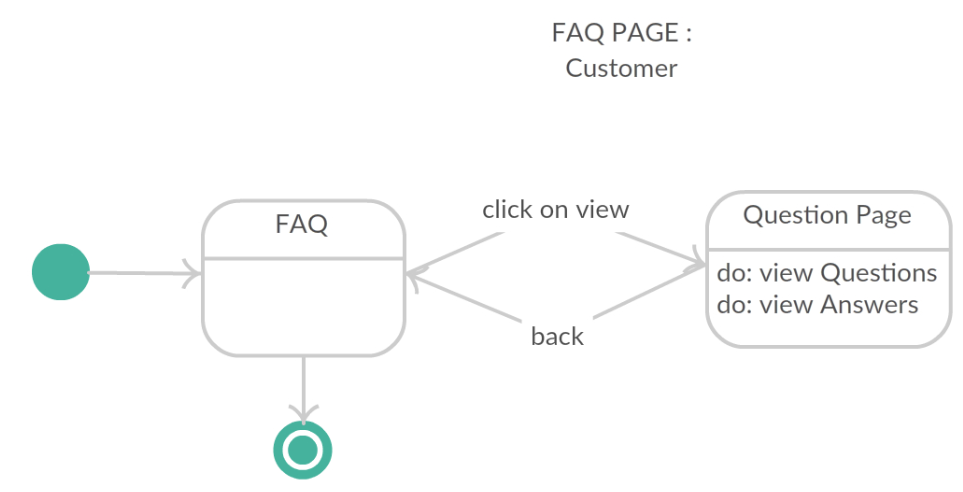 FAQ PAGE :
Customer
FAQ
click on view
Question Page
do: view Questions
do: view Answers
back